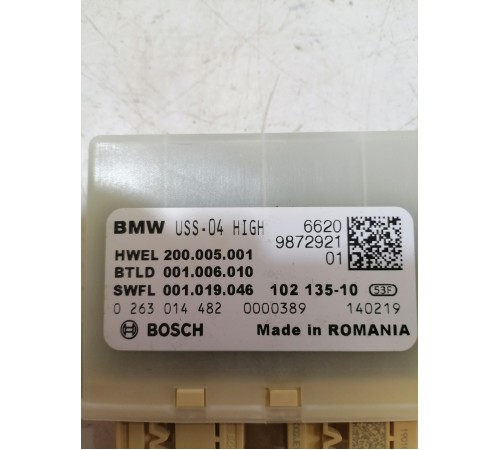 BMW USS-04 HIGH 6620
9872921
HWEL 200.005.001 01
BTLD 001.006.010
SWFL 001.019.046 102 135-10 S3F
0 263 014 482 0000389 140219
BOSCH Made in ROMANIA